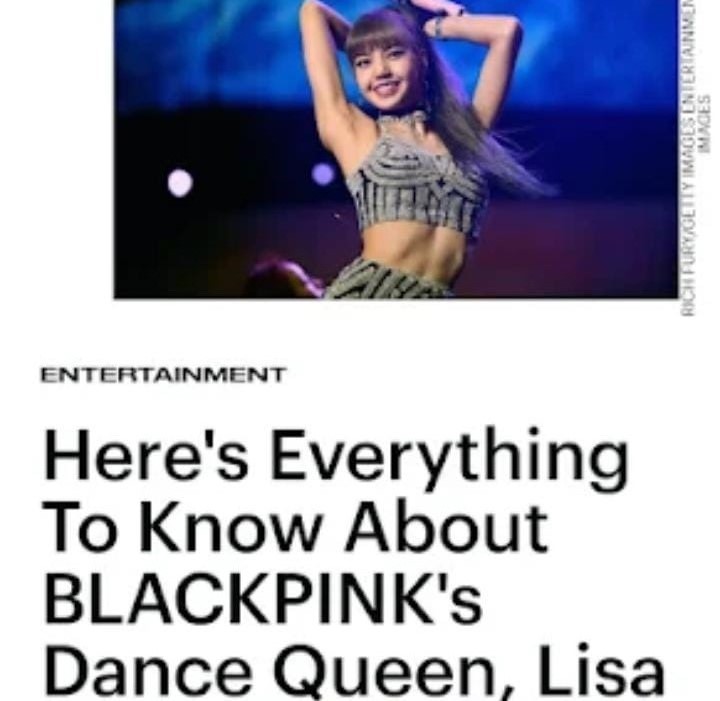 RICH FURY/GETTY IMAGES ENTERTAINMENT
IMAGES
ENTERTAINMENT
Here's Everything
To Know About
BLACKPINK's
Dance Queen, Lisa